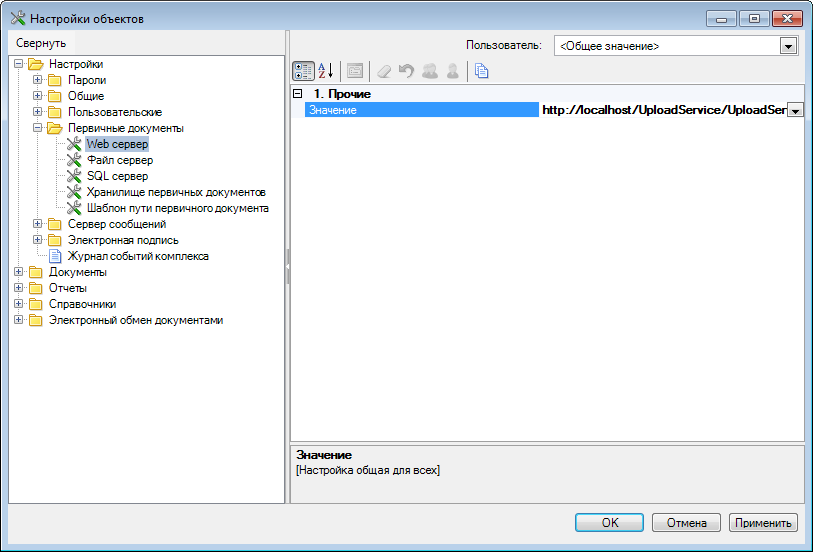 Настройки объектов
Свернуть
Настройки
Пароли
Общие
Пользовательские
Первичные документы
Web сервер
Файл сервер
SQL сервер
Хранилище первичных документов
Шаблон пути первичного документа
Сервер сообщений
Электронная подпись
Журнал событий комплекса
Документы
Отчеты
Справочники
Электронный обмен документами
Пользователь: <Общее значение>
A
Z
1. Прочие
Значение http://localhost/UploadService/UploadSer
Значение
[Настройка общая для всех]
OK Отмена Применить